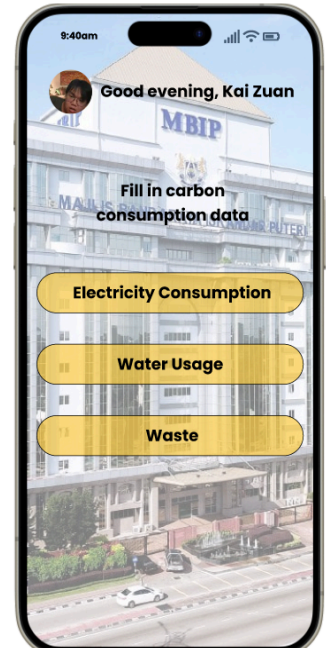 9:40am
Good evening, Kai Zuan
MBIP
Fill in carbon
consumption data
Electricity Consumption
Water Usage
Waste